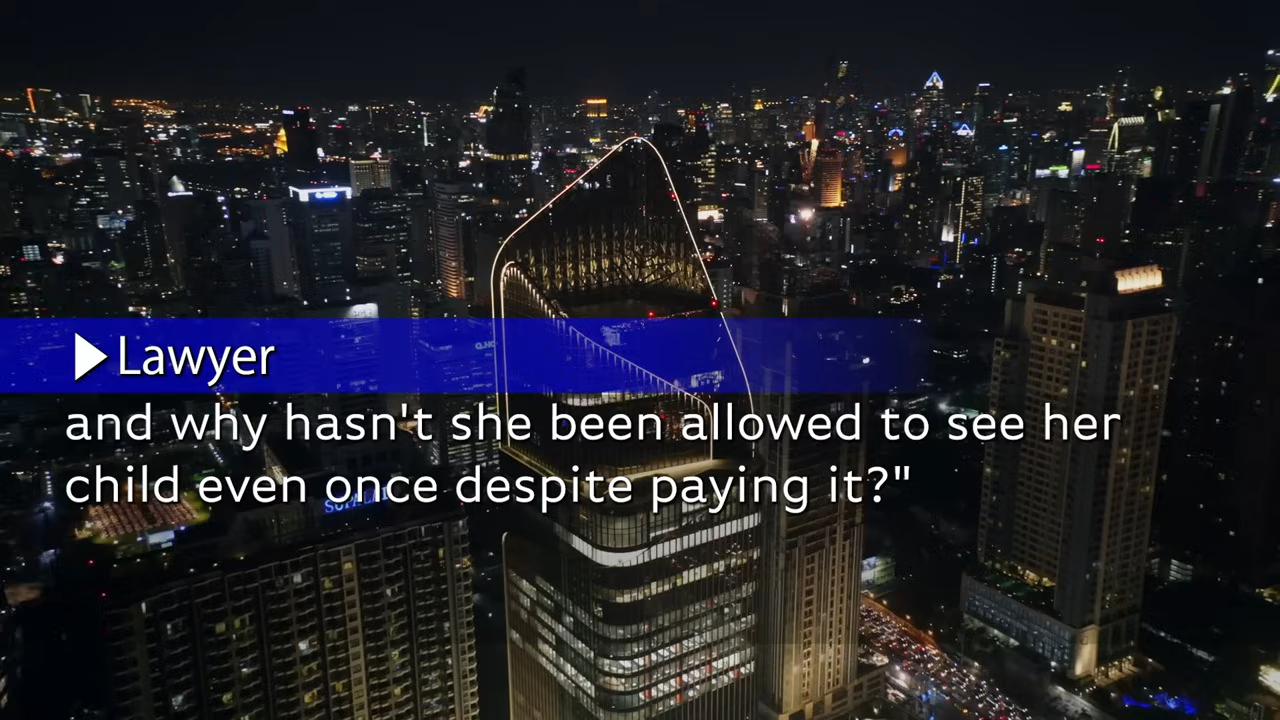 Lawyer
and why hasn't she been allowed to see her
child even once despite paying it?"